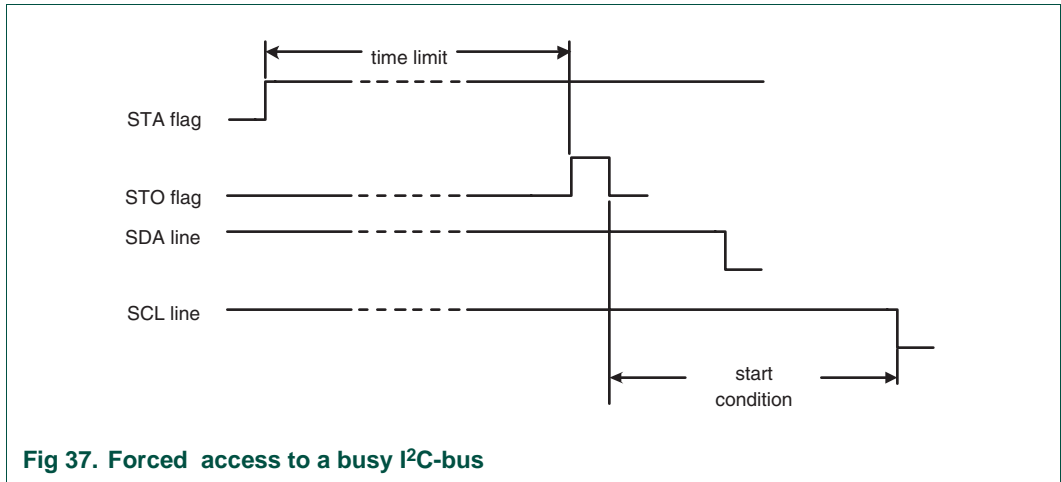 time limit
STA flag
STO flag
SDA line
SCL line
start
condition
Fig 37. Forced access to a busy I²C-bus